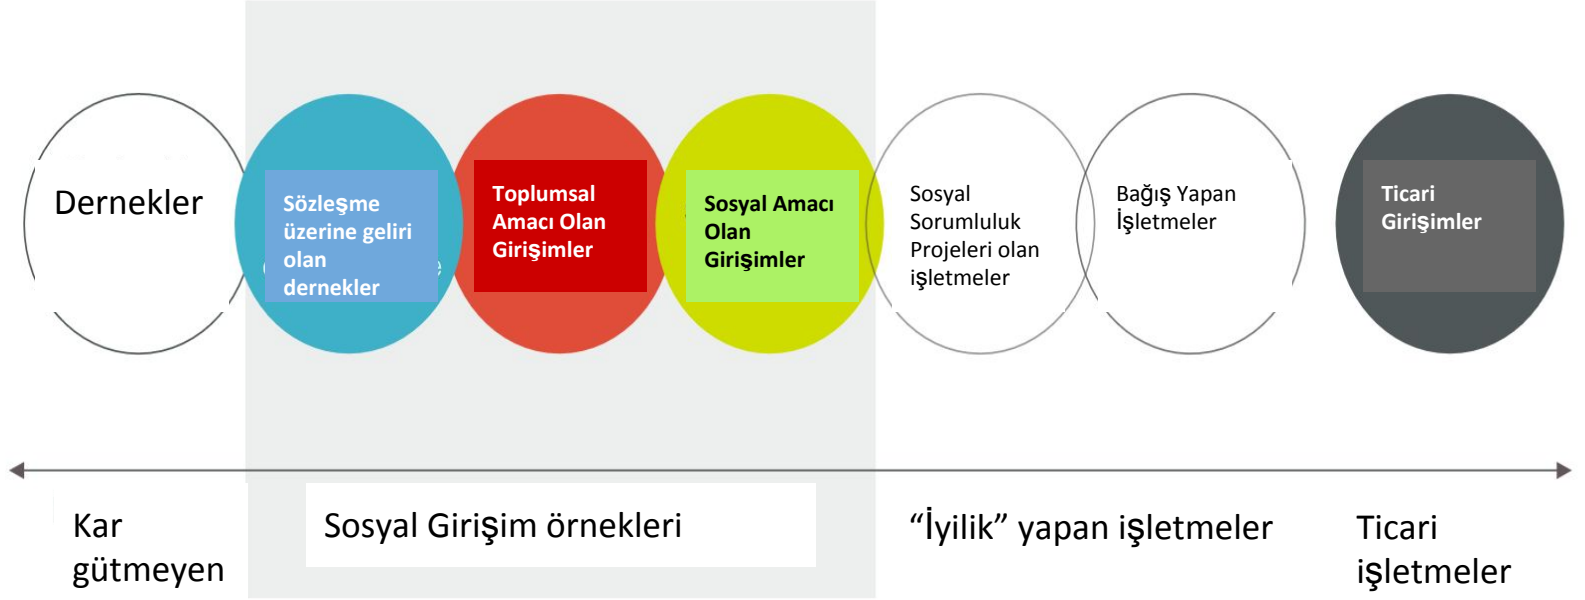 Dernekler
Sözleşme
üzerine geliri
olan
dernekler
Toplumsal
Amacı Olan
Girişimler
Sosyal Amacı
Olan
Girişimler
Sosyal
Sorumluluk
Projeleri olan
işletmeler
Bağış Yapan
İşletmeler
Ticari
Girişimler
Kar
gütmeyen
Sosyal Girişim örnekleri
“İyilik” yapan işletmeler
Ticari
işletmeler